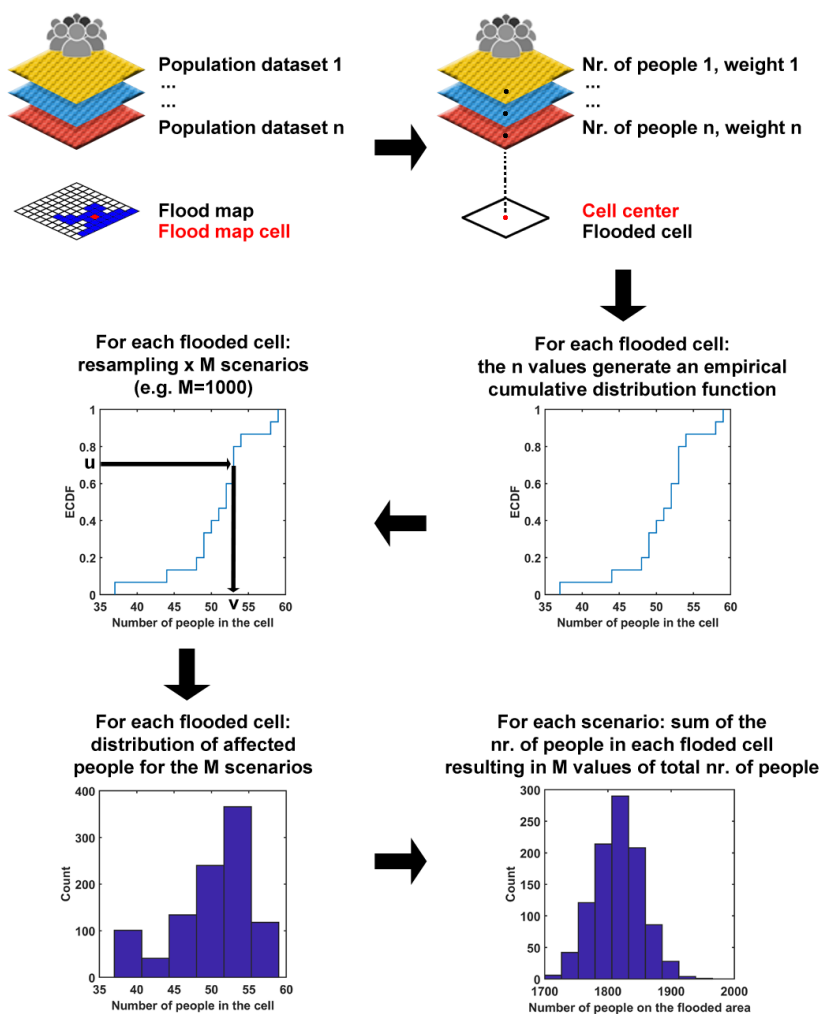 Population dataset 1
...
...
Population dataset n
Flood map
Flood map cell
Nr. of people 1, weight 1
...
...
Nr. of people n, weight n
Cell center
Flooded cell
For each flooded cell:
the n values generate an empirical
cumulative distribution function
1
0.8
0.6
0.4
0.2
0
ECDF
35 40 45 50 55 60
Number of people in the cell
For each flooded cell:
resampling x M scenarios
(e.g. M=1000)
1
0.8
0.6
0.4
0.2
0
ECDF
u
v
35 40 45 50 55 60
Number of people in the cell
For each flooded cell:
distribution of affected
people for the M scenarios
400
300
200
100
0
Count
35 40 45 50 55 60
Number of people in the cell
For each scenario: sum of the
nr. of people in each floded cell
resulting in M values of total nr. of people
300
250
200
150
100
50
0
Count
1700 1800 1900 2000
Number of people on the flooded area